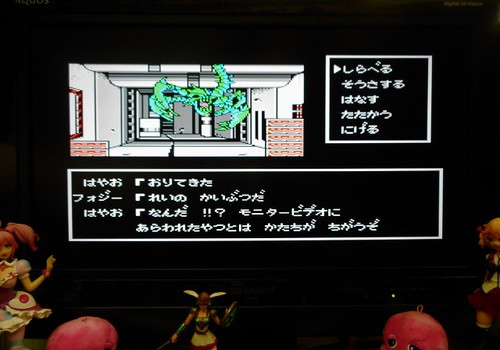 AQUOS
▶しらべる
そうさする
はなす
たたかう
にげる
はやお 『おりてきた
フォジー『れいの かいぶつだ
はやお 『なんだ !!? モニタービデオに
あらわれたやつとは かたちが ちがうぞ